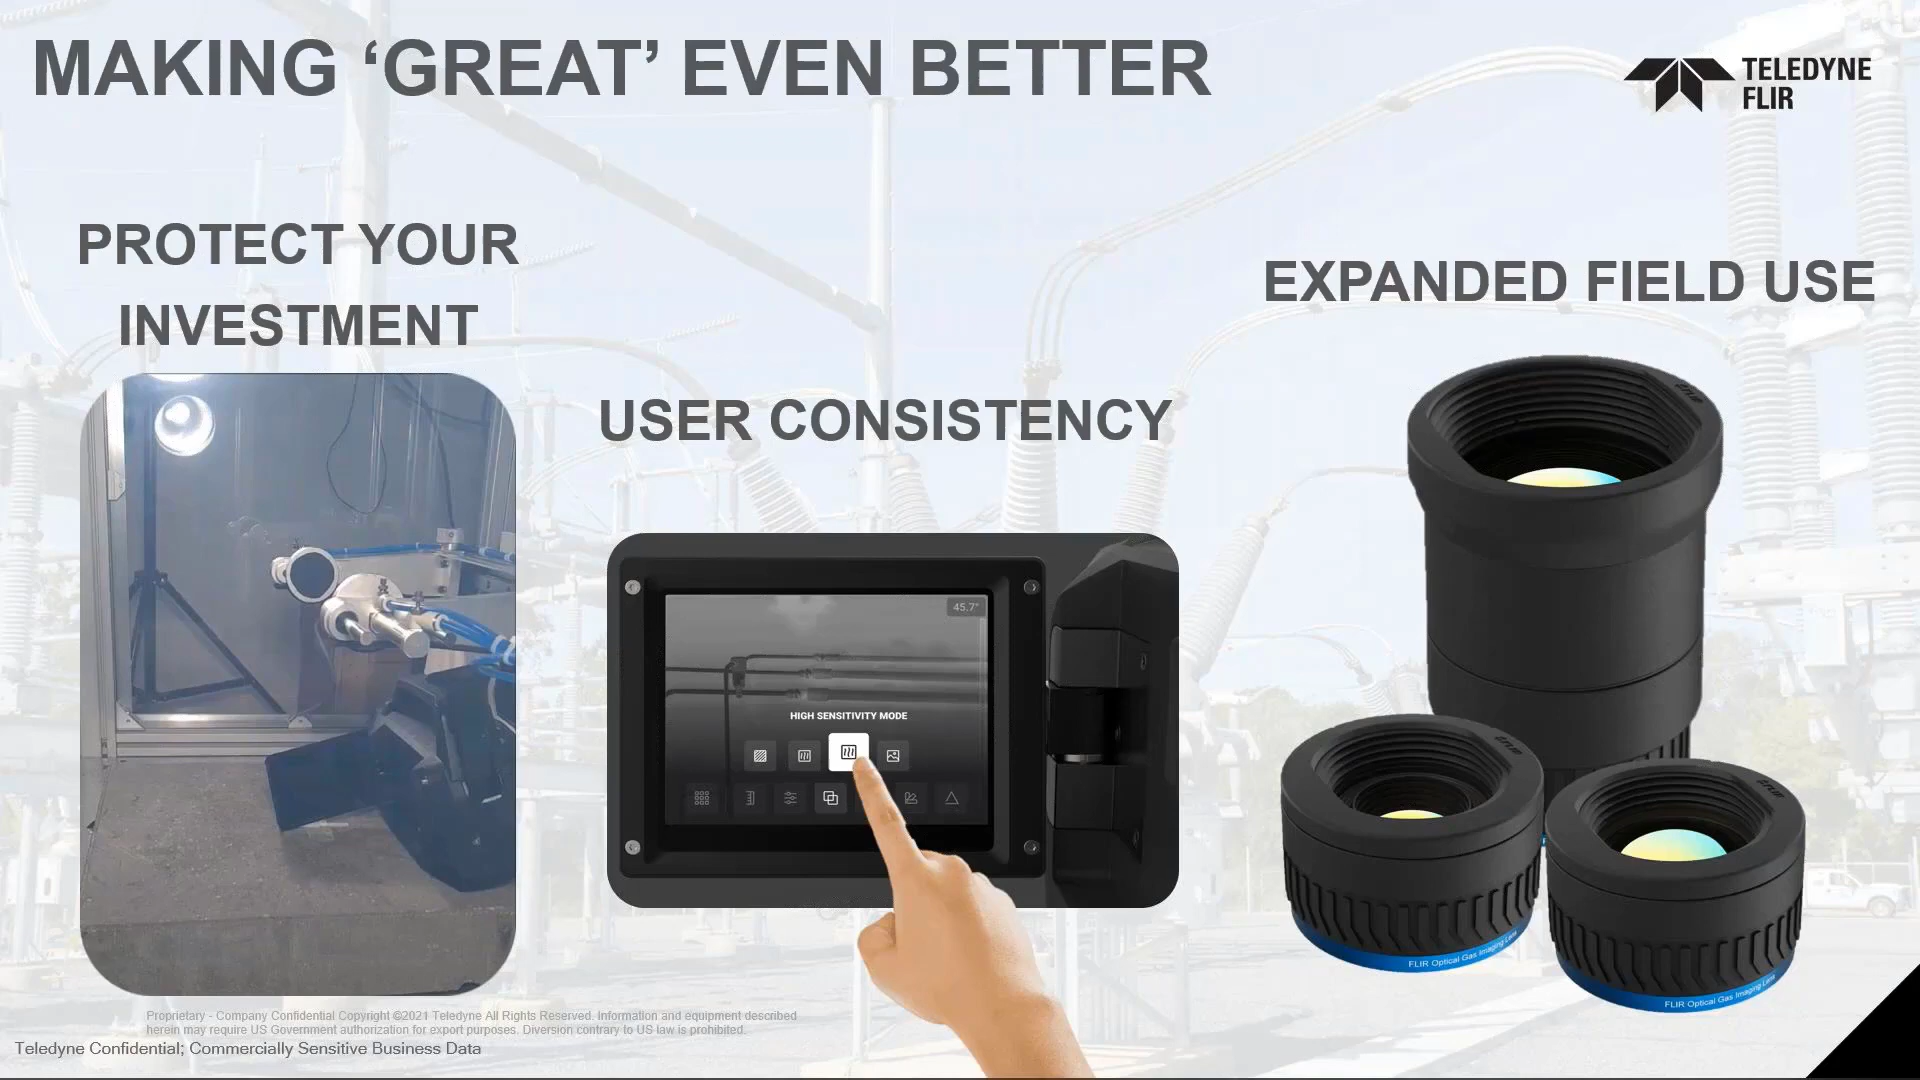 MAKING ‘GREAT’ EVEN BETTER
TELEDYNE
FLIR
PROTECT YOUR
INVESTMENT
USER CONSISTENCY
EXPANDED FIELD USE
45.7°
HIGH SENSITIVITY MODE
FLIR
FLIR
FLIR
FLIR Optical Gas Imaging Lens
FLIR Optical Gas Imaging Lens
Proprietary - Company Confidential Copyright ©2021 Teledyne All Rights Reserved. Information and equipment described
herein may require US Government authorization for export purposes. Diversion contrary to US law is prohibited.
Teledyne Confidential; Commercially Sensitive Business Data